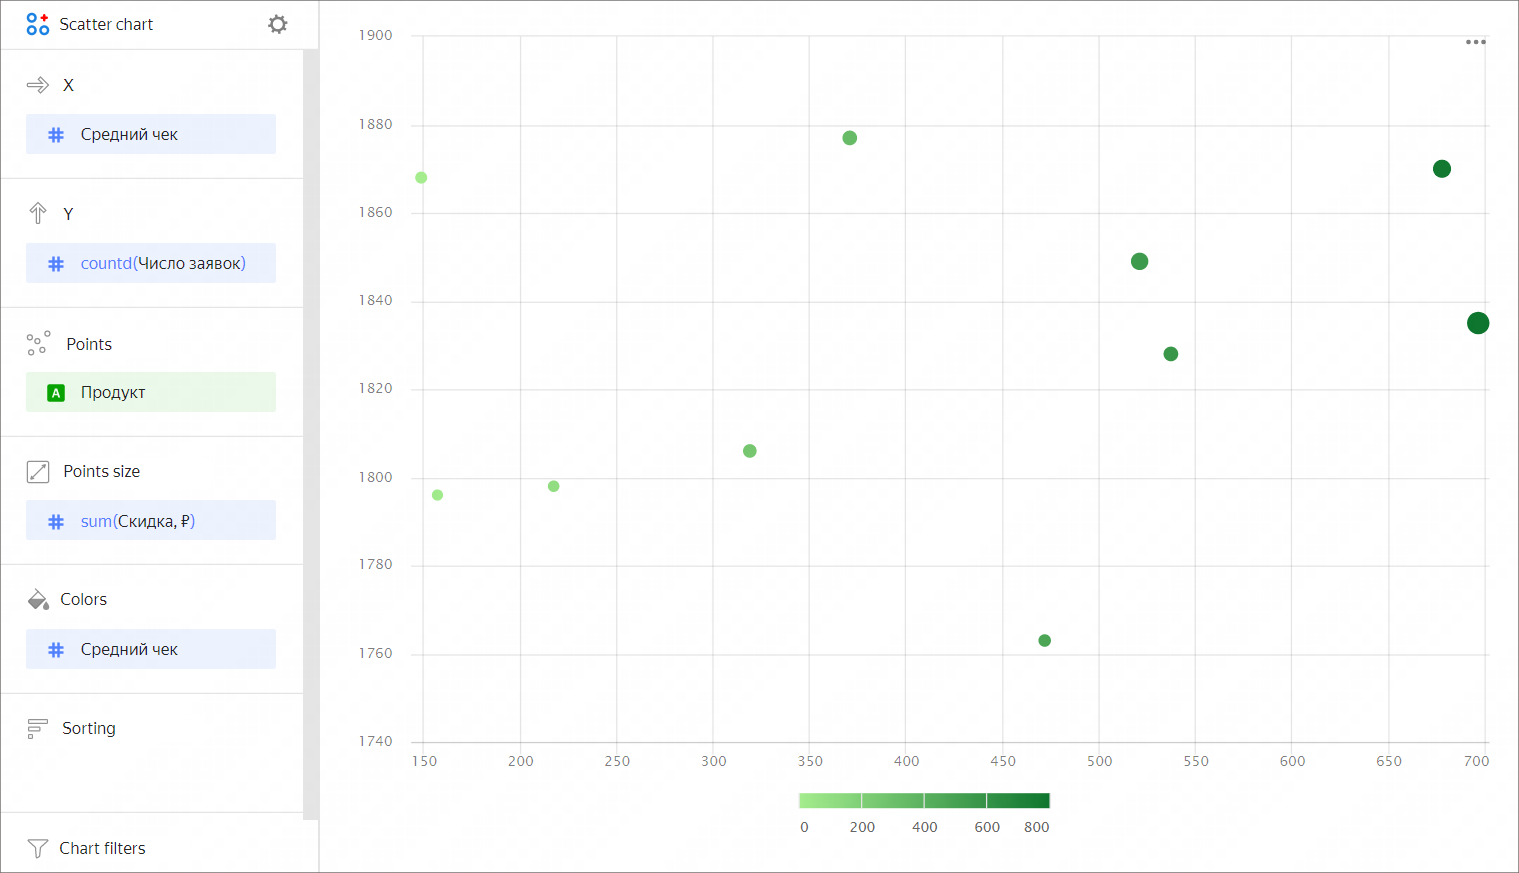 Scatter chart
X
Средний чек
Y
countd(Число заявок)
Points
A Продукт
Points size
sum(Скидка, ₽)
Colors
Средний чек
Sorting
Chart filters
1900
1880
1860
1840
1820
1800
1780
1760
1740
150 200 250 300 350 400 450 500 550 600 650 700
0 200 400 600 800